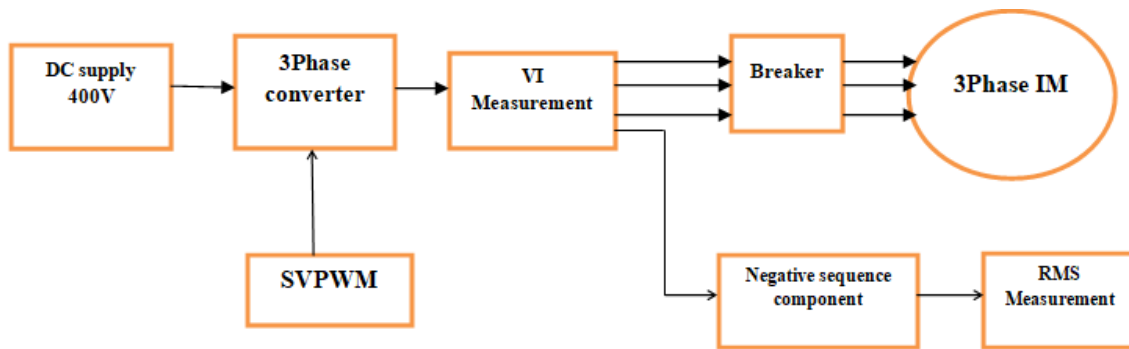 DC supply
400V
3Phase
converter
VI
Measurement
Breaker
3Phase IM
SVPWM
Negative sequence
component
RMS
Measurement